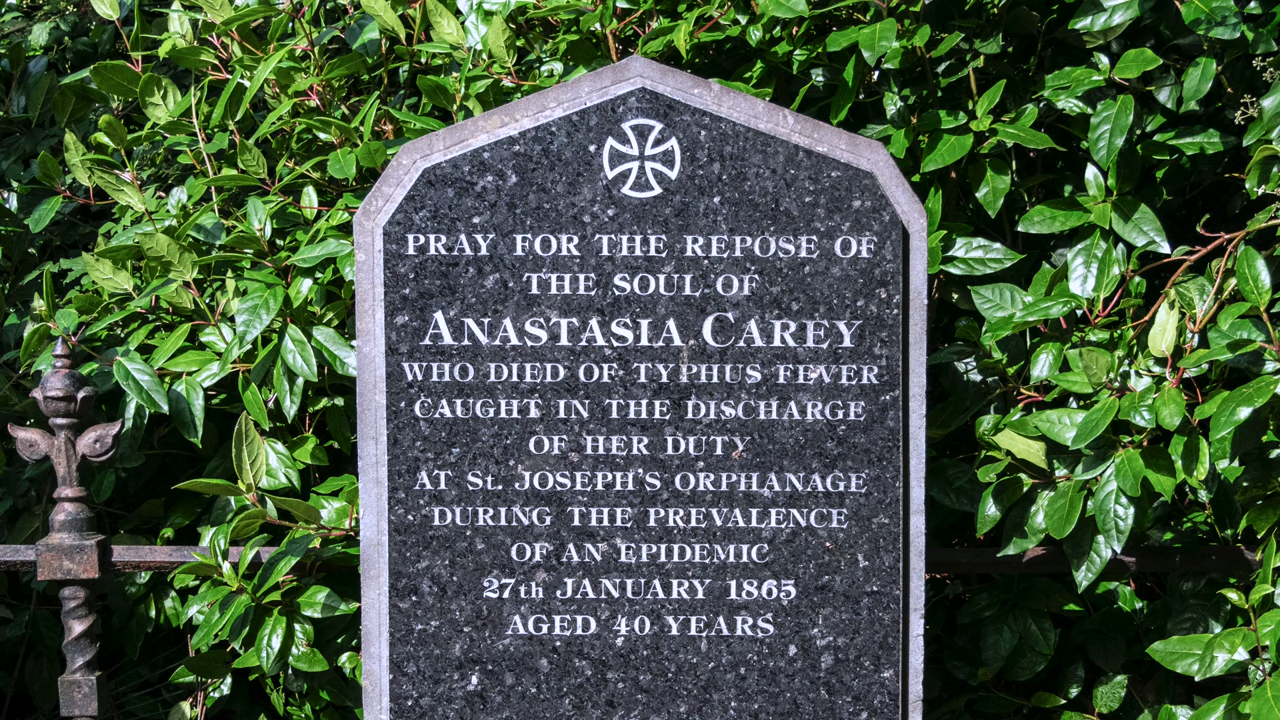 PRAY FOR THE REPOSE OF
THE SOUL OF
ANASTASIA CAREY
WHO DIED OF TYPHUS FEVER
CAUGHT IN THE DISCHARGE
OF HER DUTY
AT St. JOSEPH'S ORPHANAGE
DURING THE PREVALENCE
OF AN EPIDEMIC
27th JANUARY 1865
AGED 40 YEARS